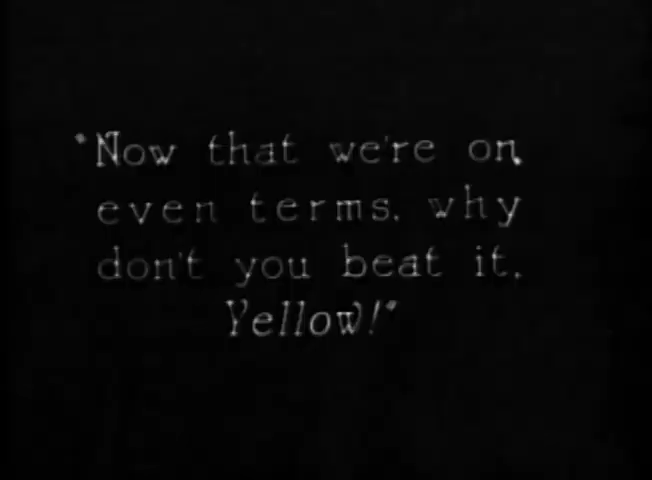 "Now that we're on
even terms, why
don't you beat it,
Yellow!"